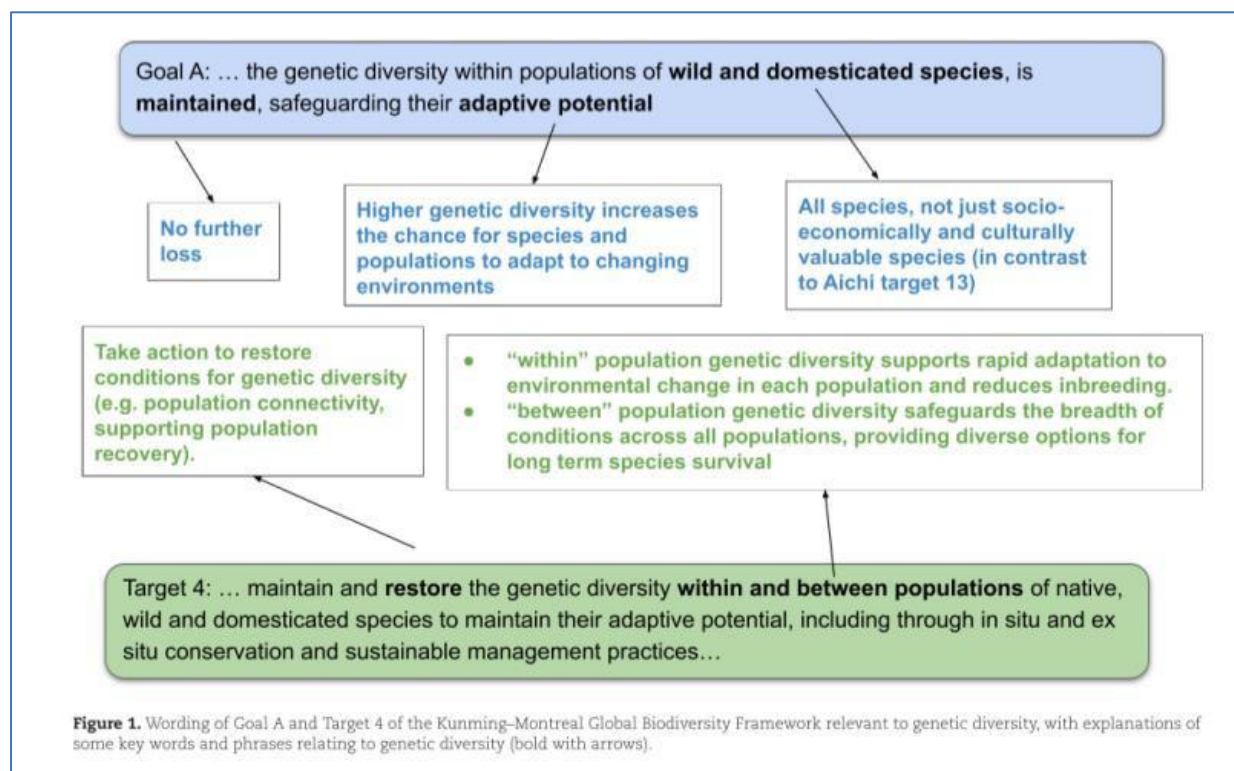 Goal A: … the genetic diversity within populations of wild and domesticated species, is
maintained, safeguarding their adaptive potential
No further
loss
Higher genetic diversity increases
the chance for species and
populations to adapt to changing
environments
All species, not just socio-
economically and culturally
valuable species (in contrast
to Aichi target 13)
Take action to restore
conditions for genetic diversity
(e.g. population connectivity,
supporting population
recovery).
● “within” population genetic diversity supports rapid adaptation to
environmental change in each population and reduces inbreeding.
● “between” population genetic diversity safeguards the breadth of
conditions across all populations, providing diverse options for
long term species survival
Target 4: … maintain and restore the genetic diversity within and between populations of native,
wild and domesticated species to maintain their adaptive potential, including through in situ and ex
situ conservation and sustainable management practices…
Figure 1. Wording of Goal A and Target 4 of the Kunming–Montreal Global Biodiversity Framework relevant to genetic diversity, with explanations of
some key words and phrases relating to genetic diversity (bold with arrows).